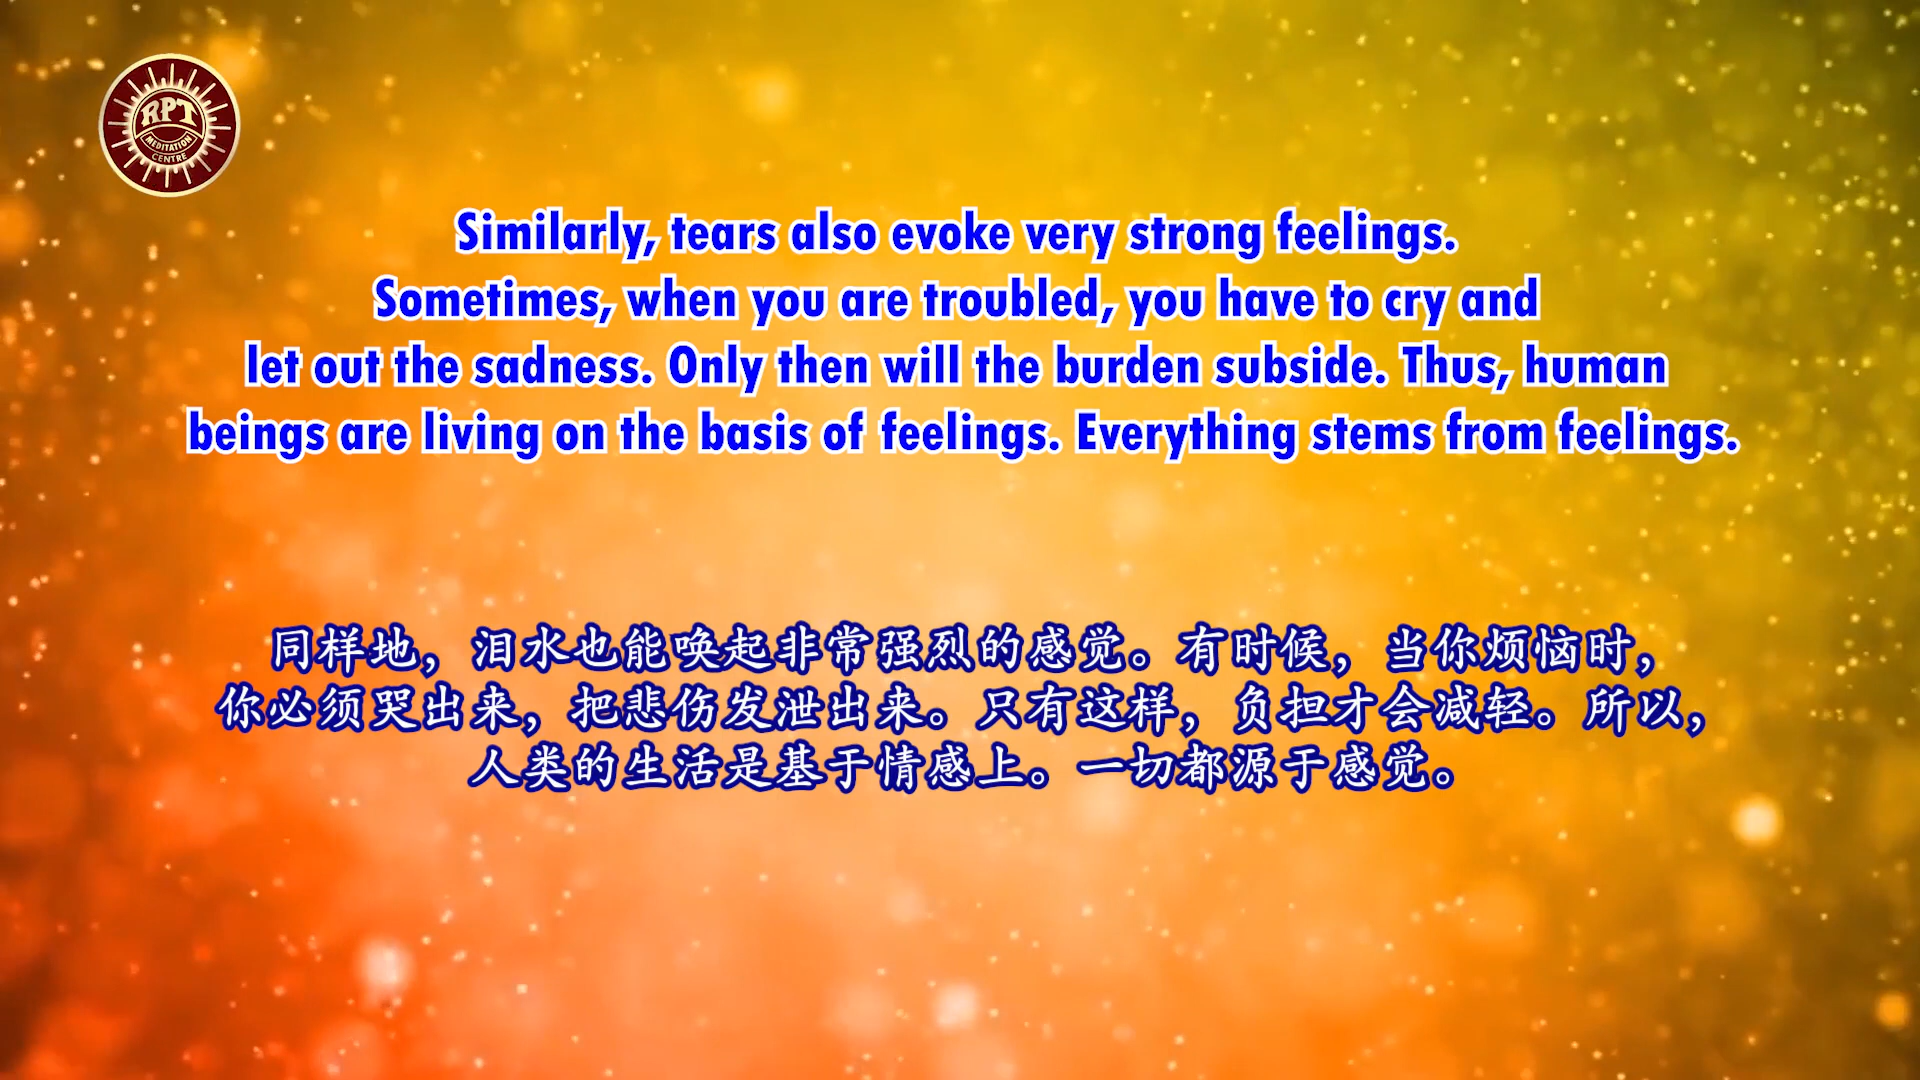 RPT
MEDITATION
CENTRE
Similarly, tears also evoke very strong feelings.
Sometimes, when you are troubled, you have to cry and
let out the sadness. Only then will the burden subside. Thus, human
beings are living on the basis of feelings. Everything stems from feelings.
同样地，泪水也能唤起非常强烈的感觉。有时候，当你烦恼时，
你必须哭出来，把悲伤发泄出来。只有这样，负担才会减轻。所以，
人类的生活是基于情感上。一切都源于感觉。